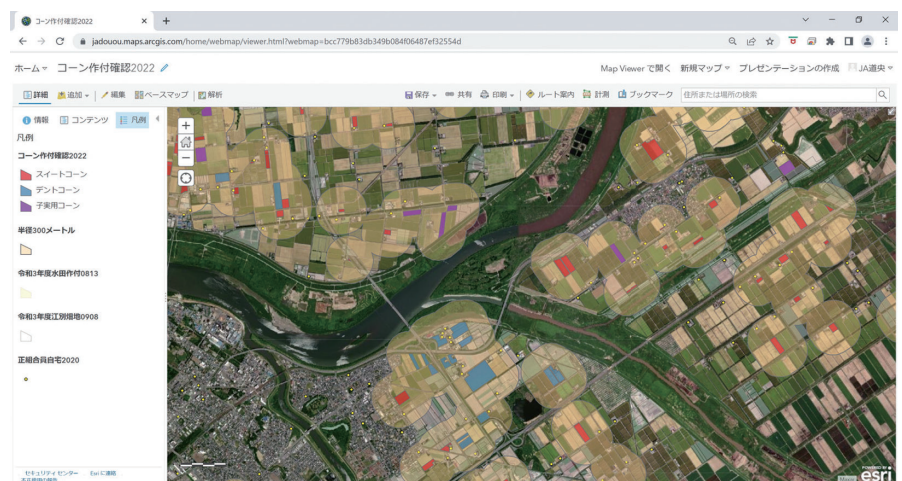 コーン作付確認2022
jadouou.maps.arcgis.com/home/webmap/viewer.html?webmap=bcc779b83db349b084f06487ef32554d
ホーム コーン作付確認2022 Map Viewer で開く 新規マップ プレゼンテーションの作成 JA道央
詳細 追加 編集 ベースマップ 解析 保存 共有 印刷 ルート案内 計測 ブックマーク 住所または場所の検索
情報 コンテンツ 凡例
凡例
コーン作付確認2022
スイートコーン
デントコーン
子実用コーン
半径300メートル
令和3年度水田作付0813
令和3年度江別畑地0908
正組合員自宅2020
セキュリティ センター Esri に連絡
不正使用の報告
POWERED BY
esri